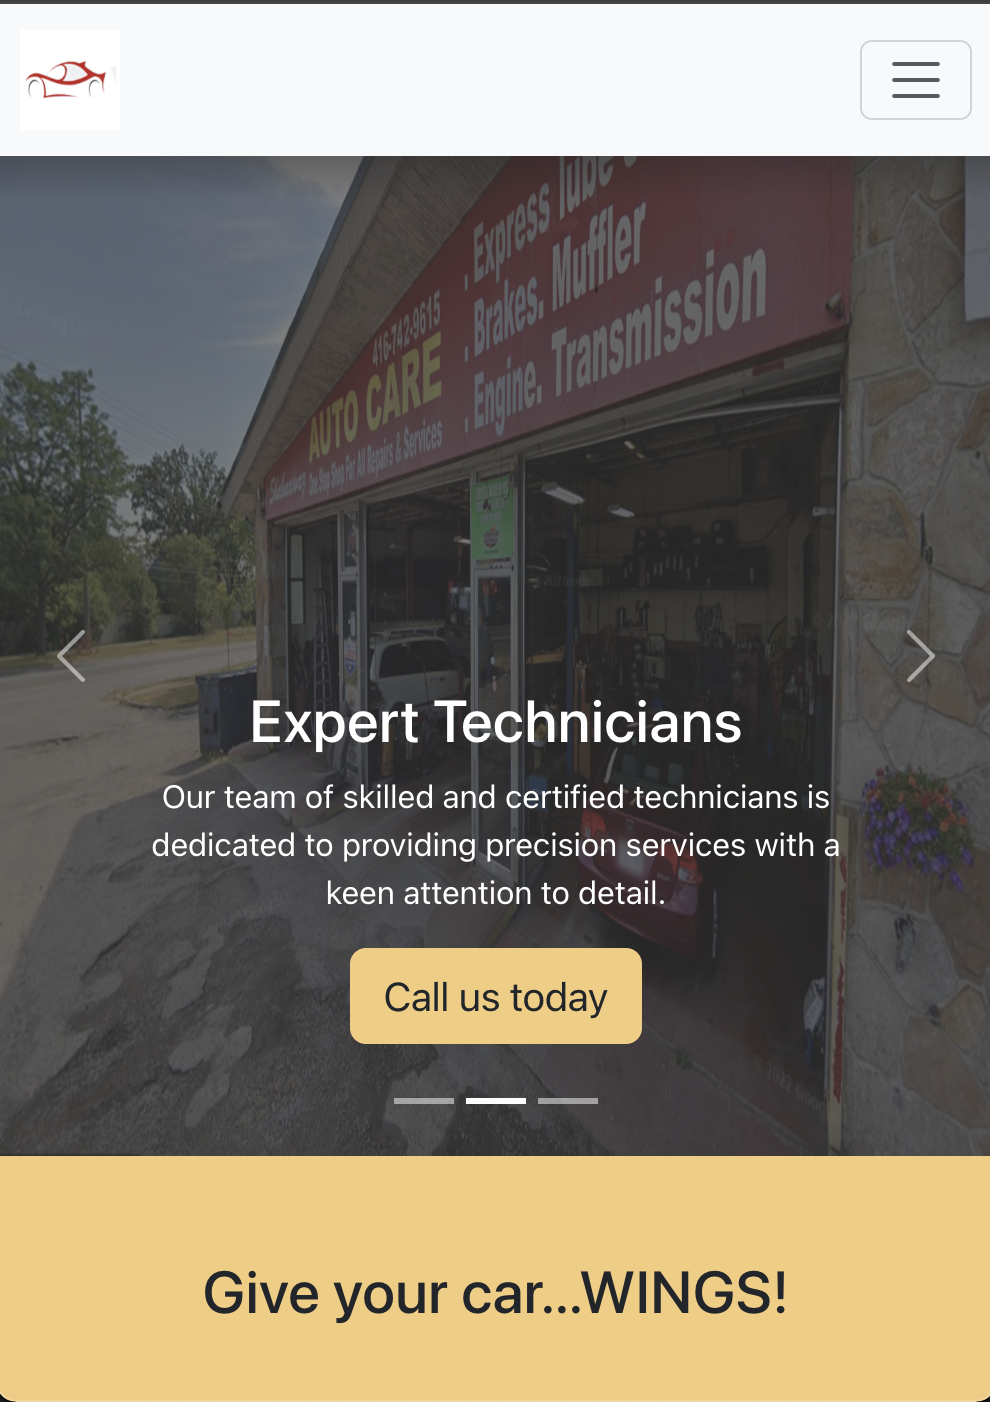 . Express lube &
. Brakes. Muffler
. Engine. Transmission
416-742-9615
AUTO CARE
One Stop Shop For All Repairs & Services
Expert Technicians
Our team of skilled and certified technicians is
dedicated to providing precision services with a
keen attention to detail.
Call us today
Give your car...WINGS!